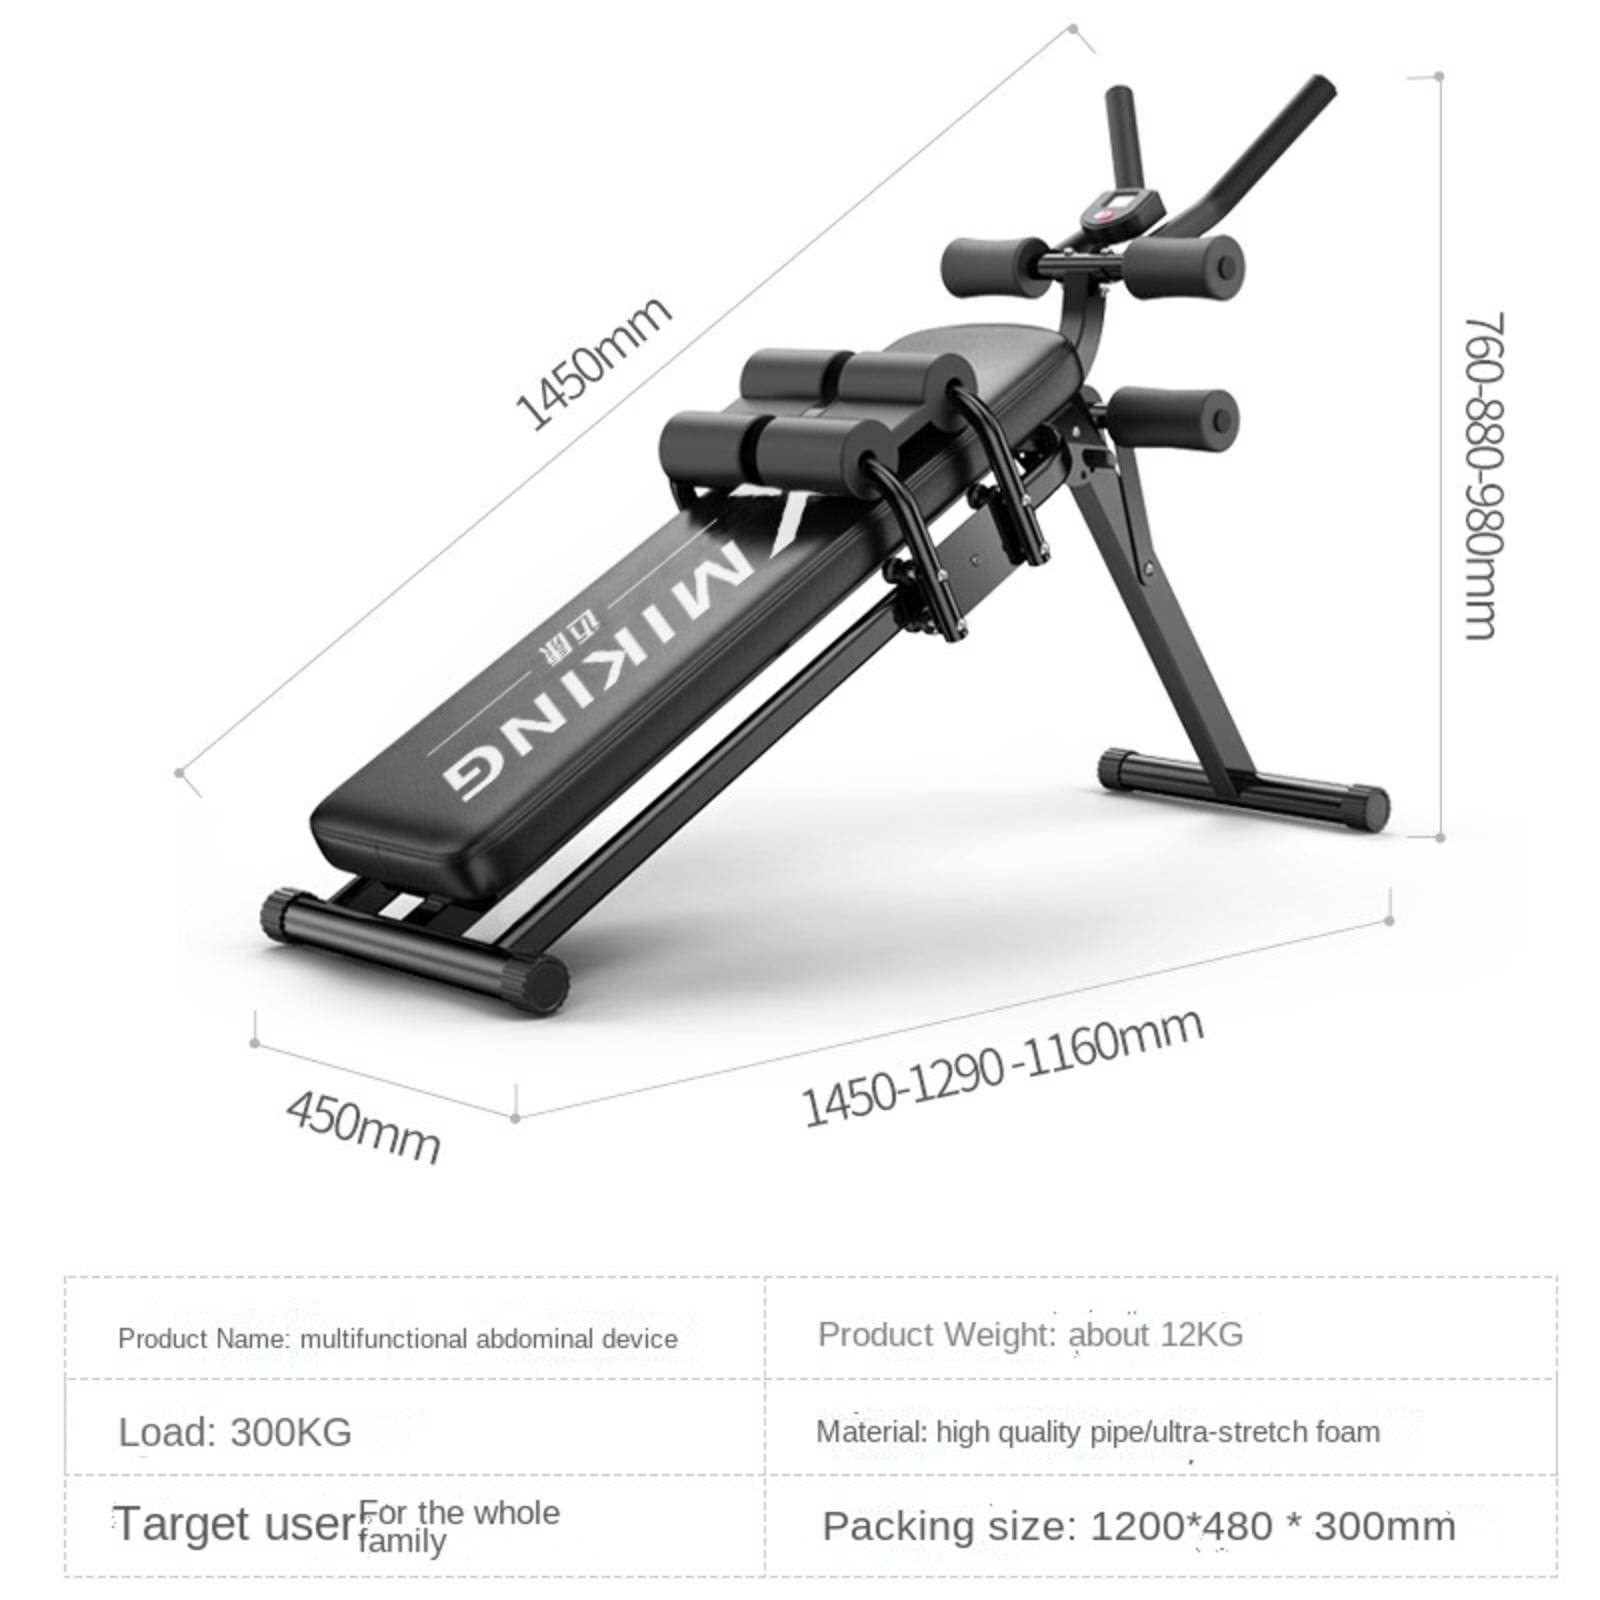 1450mm
760-880-980mm
MIKING
迈康
1450-1290-1160mm
450mm
Product Name: multifunctional abdominal device
Product Weight: about 12KG
Load: 300KG
Material: high quality pipe/ultra-stretch foam
Target user
For the whole
family
Packing size: 1200*480 * 300mm